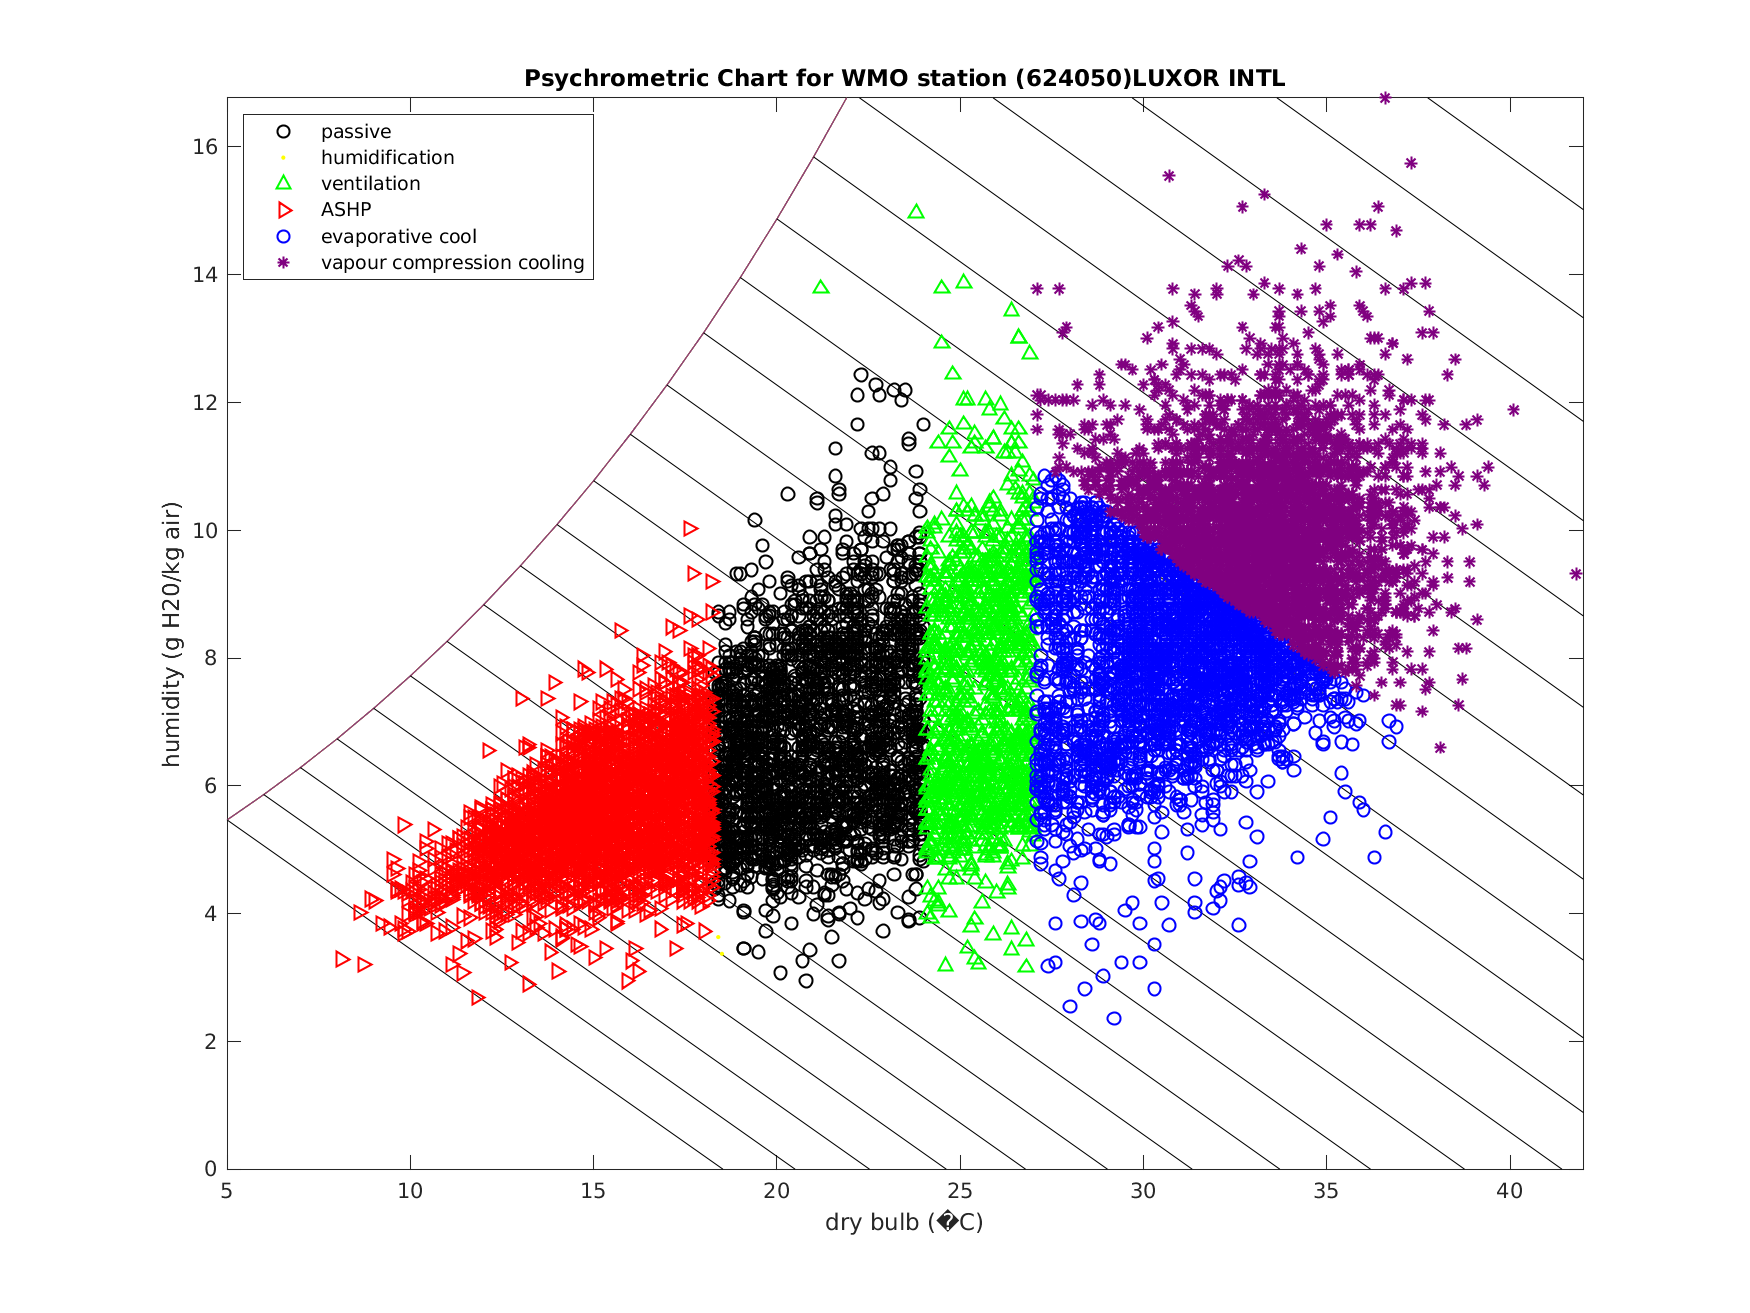 Psychrometric Chart for WMO station (624050)LUXOR INTL
passive
humidification
ventilation
ASHP
evaporative cool
vapour compression cooling
humidity (g H20/kg air)
16
14
12
10
8
6
4
2
0
5 10 15 20 25 30 35 40
dry bulb (�C)